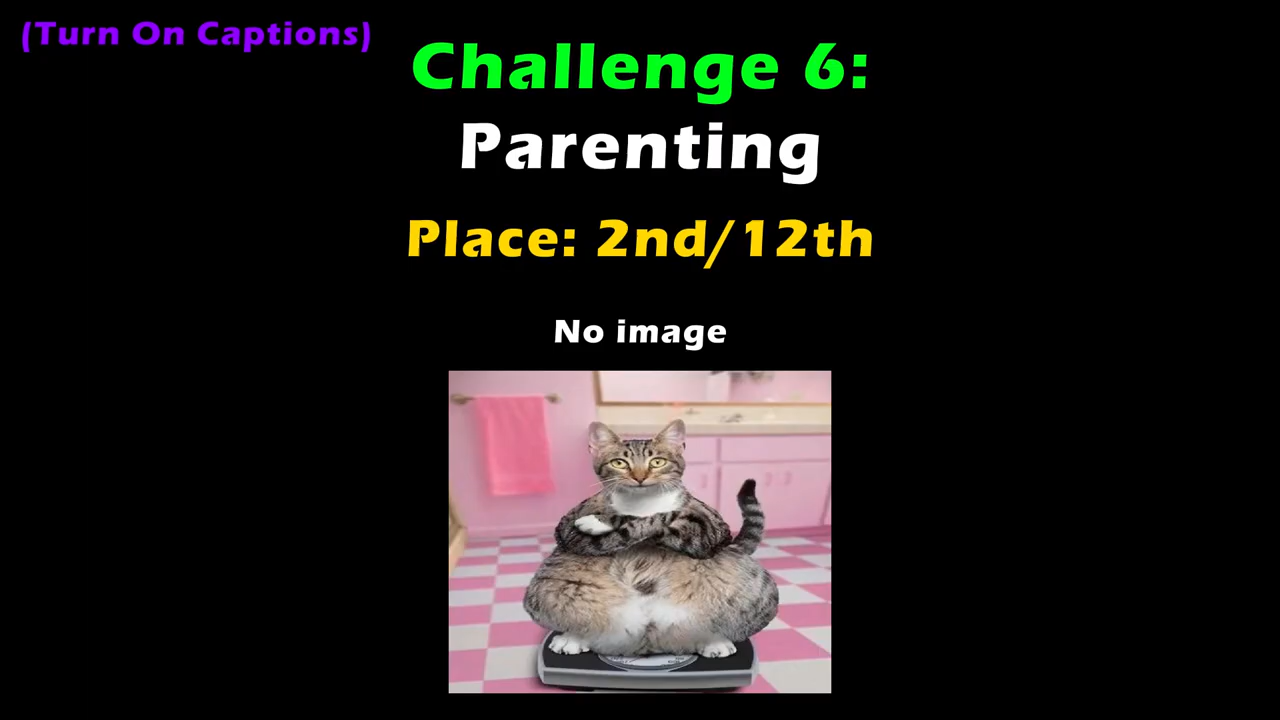 (Turn On Captions)
Challenge 6:
Parenting
Place: 2nd/12th
No image